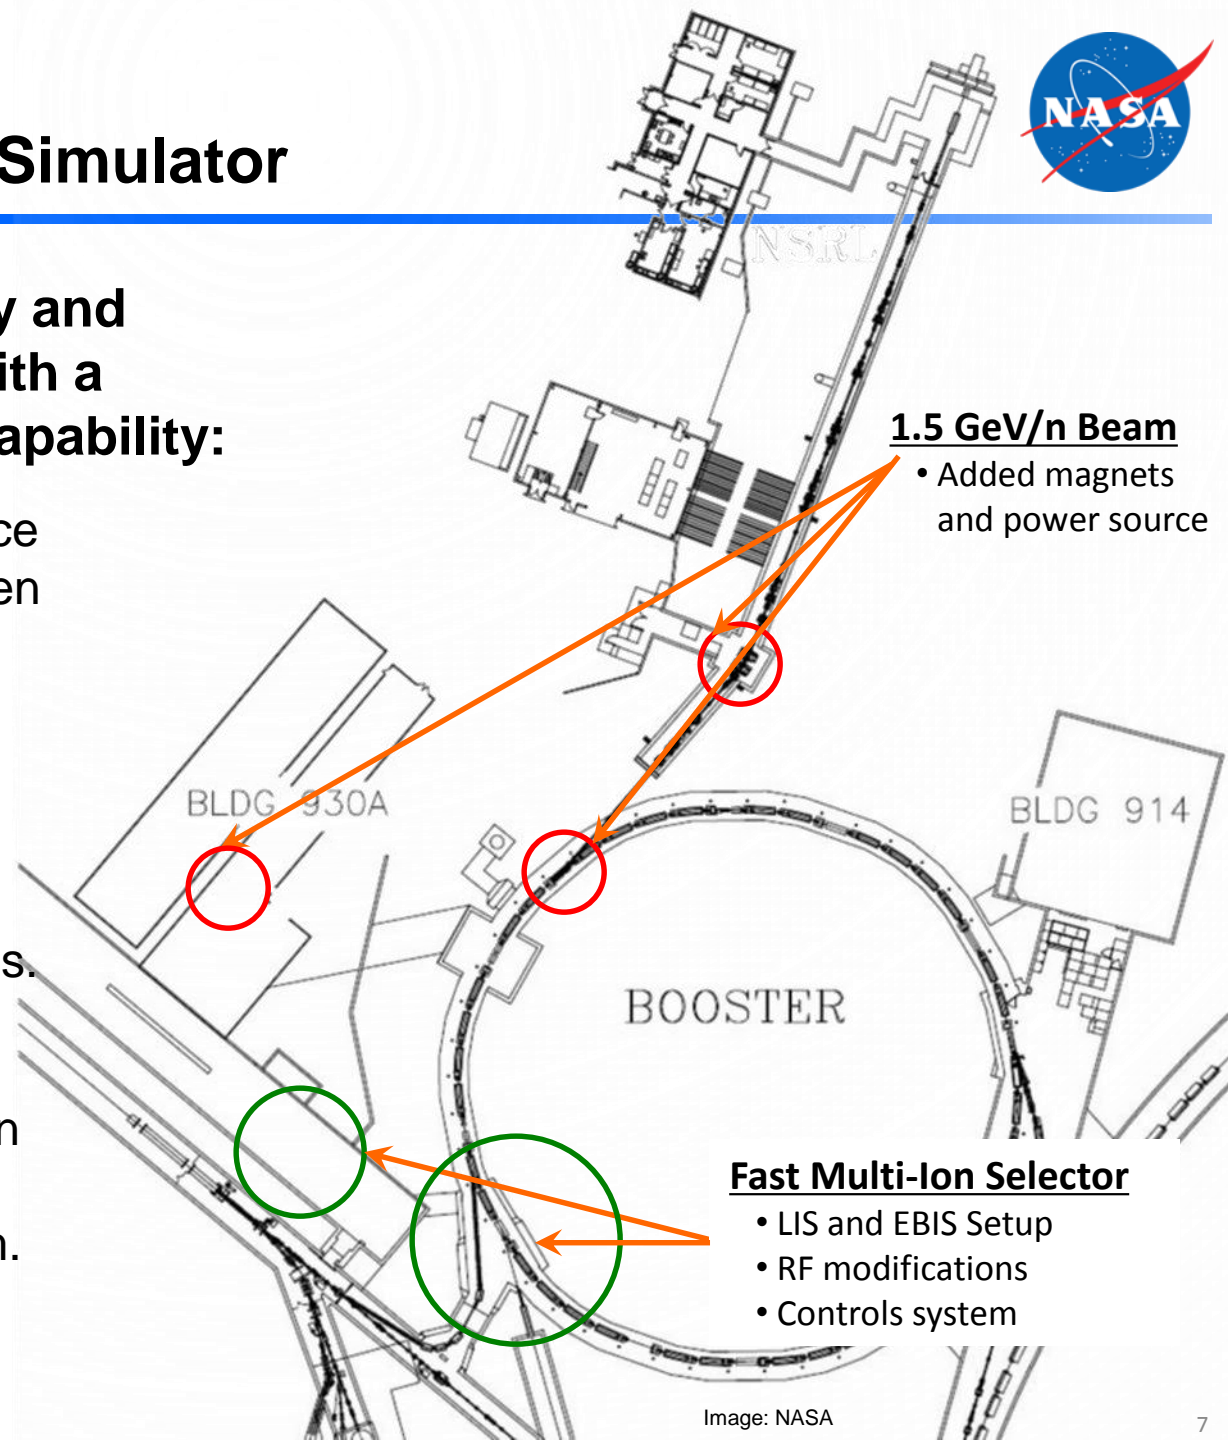 NASA
Simulator
NSRL
y and
ith a
apability:
ce
en
1.5 GeV/n Beam
• Added magnets
and power source
BLDG 930A
BLDG 914
s.
BOOSTER
n
n.
Fast Multi-Ion Selector
• LIS and EBIS Setup
• RF modifications
• Controls system
Image: NASA
7